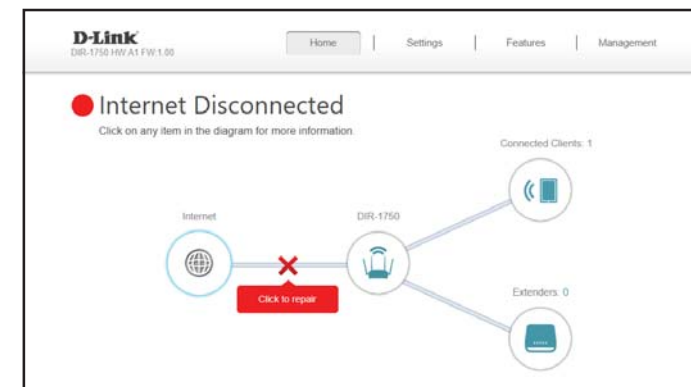 D-Link
DIR-1750 HW:A1 FW:1.00
Home | Settings | Features | Management
Internet Disconnected
Click on any item in the diagram for more information.
Connected Clients: 1
Internet
DIR-1750
Click to repair
Extenders: 0